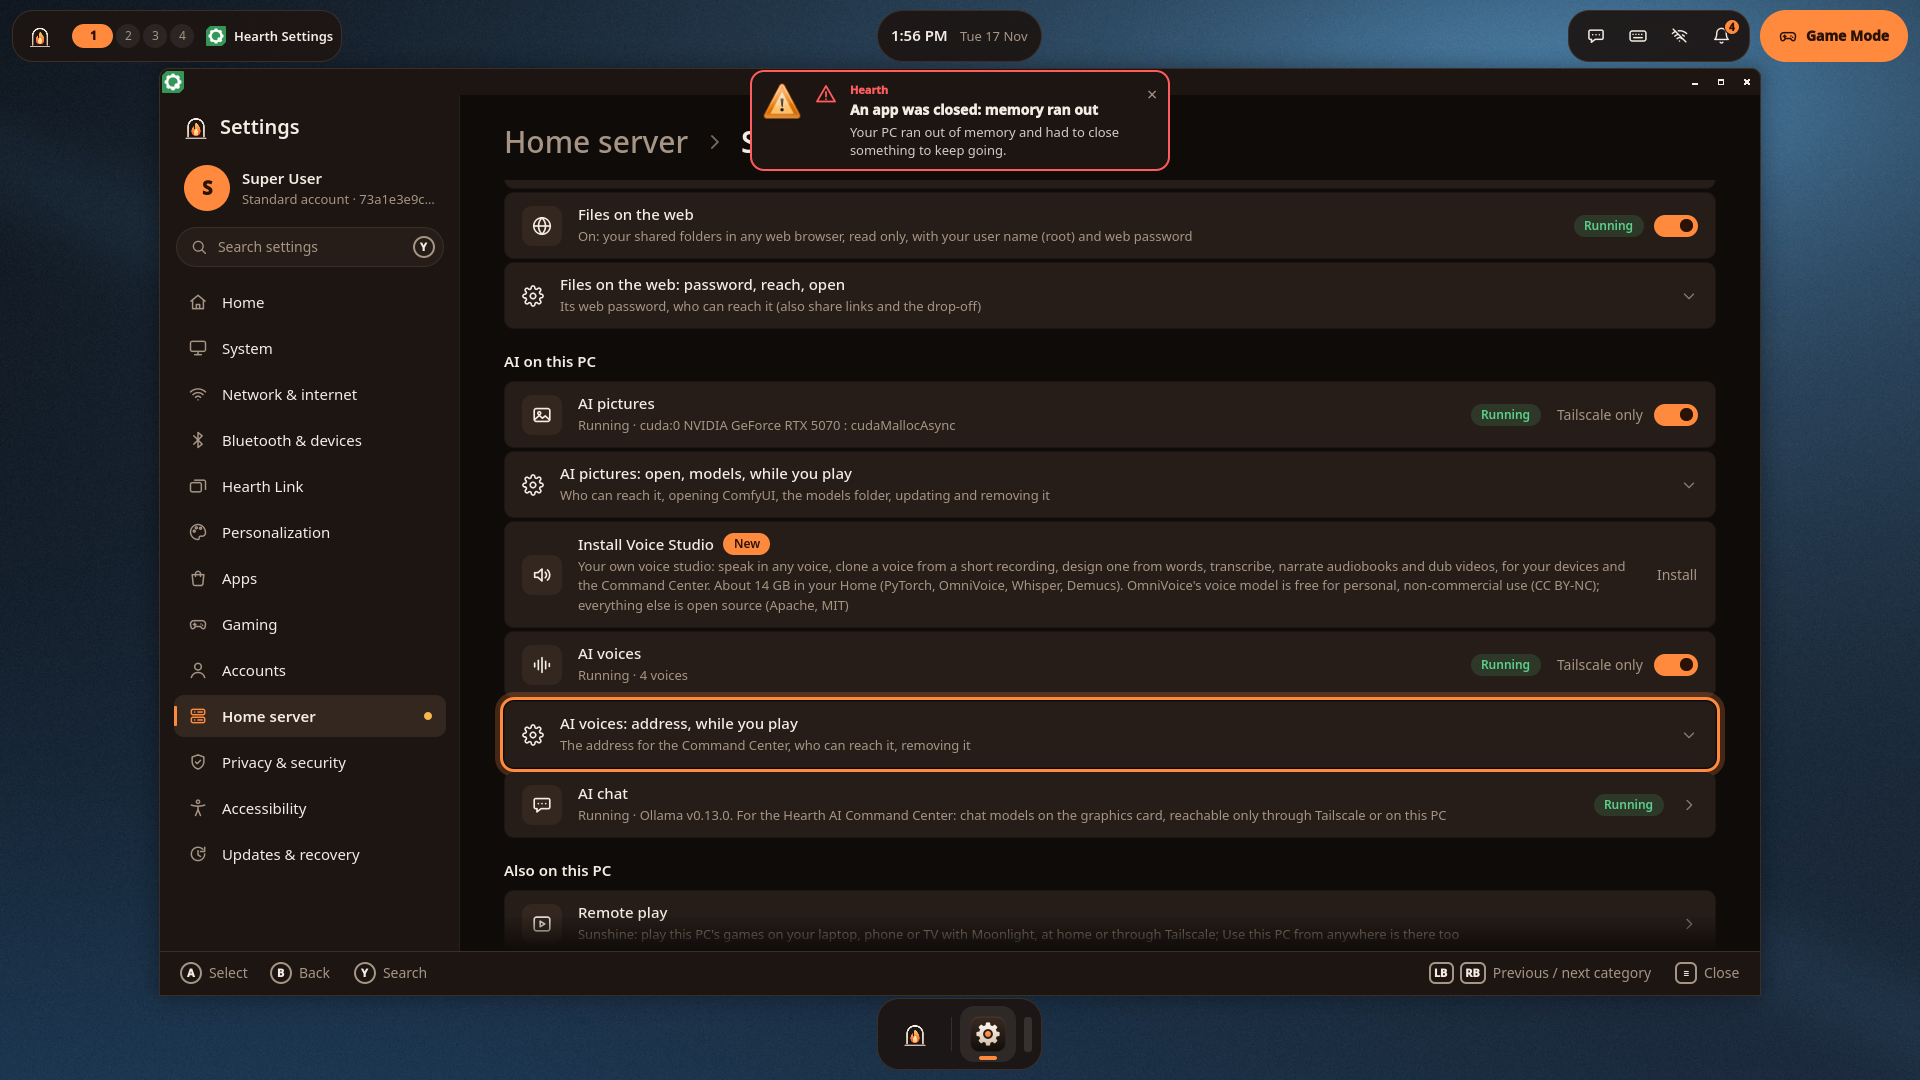 1 2 3 4 Hearth Settings
1:56 PM Tue 17 Nov
4
Game Mode
Hearth
An app was closed: memory ran out
Your PC ran out of memory and had to close
something to keep going.
Settings
Super User
Standard account · 73a1e3e9c...
Search settings Y
Home
System
Network & internet
Bluetooth & devices
Hearth Link
Personalization
Apps
Gaming
Accounts
Home server
Privacy & security
Accessibility
Updates & recovery
Home server
Files on the web
On: your shared folders in any web browser, read only, with your user name (root) and web password
Running
Files on the web: password, reach, open
Its web password, who can reach it (also share links and the drop-off)
AI on this PC
AI pictures
Running · cuda:0 NVIDIA GeForce RTX 5070 : cudaMallocAsync
Running Tailscale only
AI pictures: open, models, while you play
Who can reach it, opening ComfyUI, the models folder, updating and removing it
Install Voice Studio New
Your own voice studio: speak in any voice, clone a voice from a short recording, design one from words, transcribe, narrate audiobooks and dub videos, for your devices and
the Command Center. About 14 GB in your Home (PyTorch, OmniVoice, Whisper, Demucs). OmniVoice's voice model is free for personal, non-commercial use (CC BY-NC);
everything else is open source (Apache, MIT)
Install
AI voices
Running · 4 voices
Running Tailscale only
AI voices: address, while you play
The address for the Command Center, who can reach it, removing it
AI chat
Running · Ollama v0.13.0. For the Hearth AI Command Center: chat models on the graphics card, reachable only through Tailscale or on this PC
Running
Also on this PC
Remote play
Sunshine: play this PC's games on your laptop, phone or TV with Moonlight, at home or through Tailscale; Use this PC from anywhere is there too
A Select B Back Y Search
LB RB Previous / next category Close